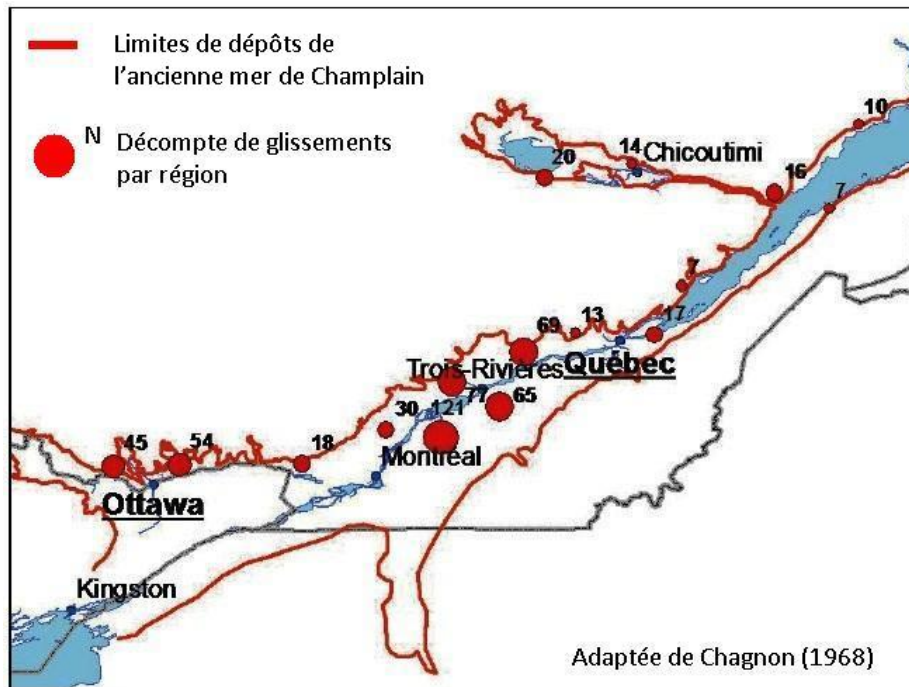 Limites de dépôts de
l'ancienne mer de Champlain
N
Décompte de glissements
par région
10
14
Chicoutimi
20
16
7
7
13
17
69
Québec
Trois-Rivières
77
65
30
121
Montréal
45
54
18
Ottawa
Kingston
Adaptée de Chagnon (1968)